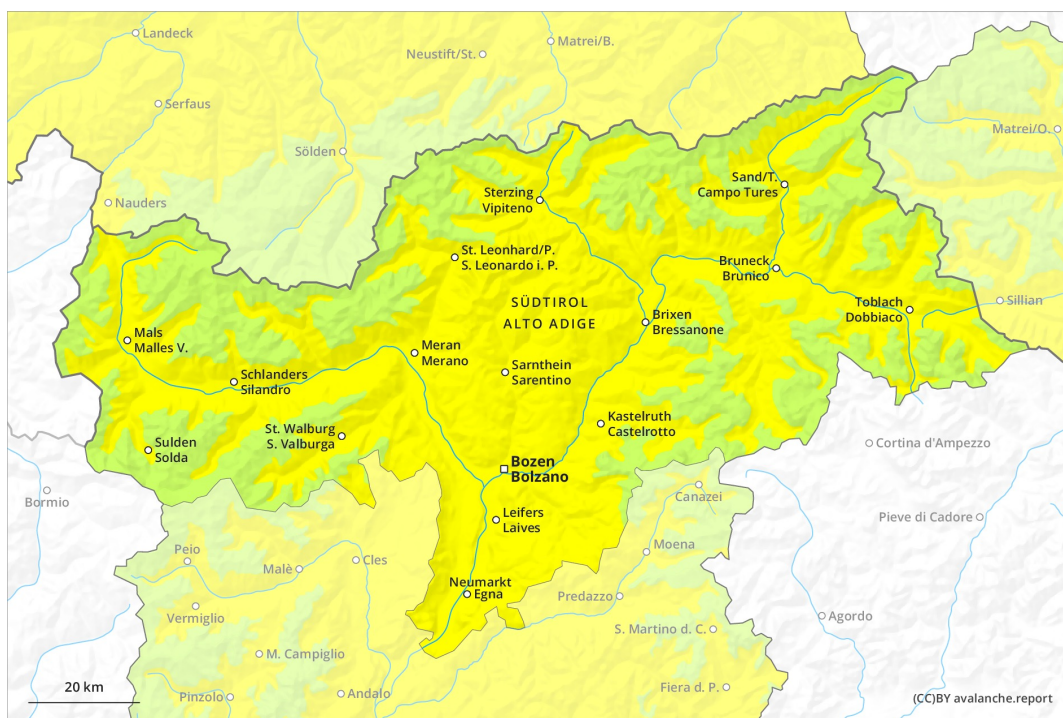 Landeck
Matrei/B.
Neustift/St.
Serfaus
Matrei/O.
Sölden
Sand/T.
Campo Tures
Sterzing
Vipiteno
Nauders
St. Leonhard/P.
S. Leonardo i. P.
Bruneck
Brunico
SÜDTIROL
ALTO ADIGE
Toblach
Dobbiaco
Sillian
Brixen
Bressanone
Mals
Malles V.
Meran
Merano
Sarnthein
Sarentino
Schlanders
Silandro
Kastelruth
Castelrotto
St. Walburg
S. Valburga
Sulden
Solda
Cortina d'Ampezzo
Bozen
Bolzano
Bormio
Canazei
Leifers
Laives
Pieve di Cadore
Moena
Peio
Cles
Malè
Neumarkt
Egna
Predazzo
Vermiglio
Agordo
S. Martino d. C.
M. Campiglio
20 km
Pinzolo
Andalo
Fiera d. P.
(CC)BY avalanche.report